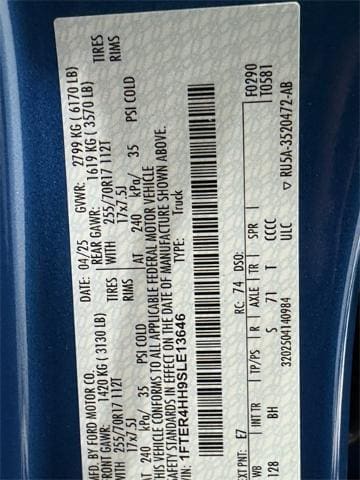 MFD. BY FORD MOTOR CO.
DATE: 04/25 GVWR: 2799 KG ( 6170 LB)
FRONT GAWR: 1420 KG ( 3130 LB) REAR GAWR: 1619 KG ( 3570 LB)
WITH 255/70R17 112T TIRES WITH 255/70R17 112T TIRES
17x7.5J RIMS 17x7.5J RIMS
AT 240 kPa/ 35 PSI COLD AT 240 kPa/ 35 PSI COLD
THIS VEHICLE CONFORMS TO ALL APPLICABLE FEDERAL MOTOR VEHICLE
SAFETY STANDARDS IN EFFECT ON THE DATE OF MANUFACTURE SHOWN ABOVE.
VIN: 1FTER4HH9SLE13646 TYPE: Truck
F0290
T0581
EXT PNT: E7 RC: 74 DSO:
WB INT TR TP/PS R AXLE TR SPR
128 BH S 71 T CCCC
3202504140984 ULC
▽ RU5A-3520472-AB